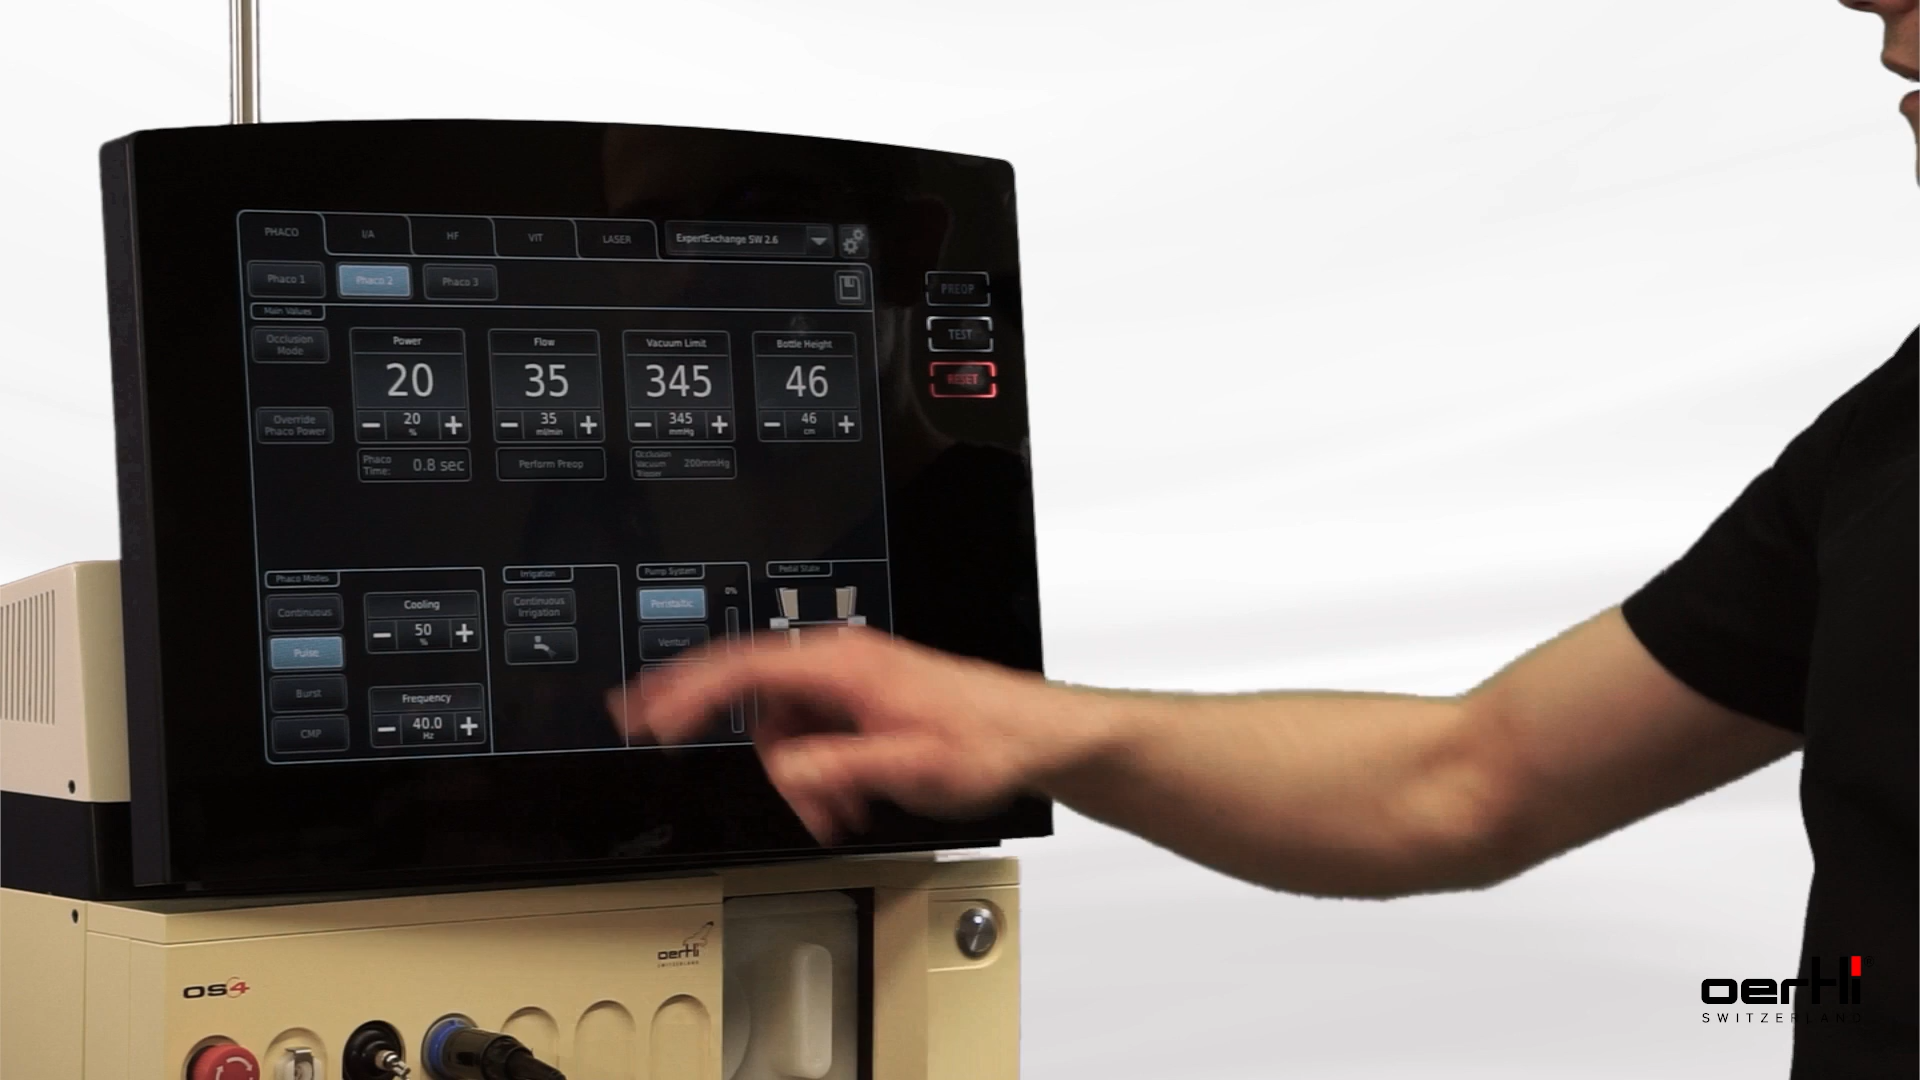 PHACO
I/A
HF
VIT
LASER
ExpertExchange SW 2.6
Phaco 1
Phaco 2
Phaco 3
PREOP
TEST
RESET
Main Values
Occlusion
Mode
Override
Phaco Power
Power
20
20
%
Phaco
Time:
0.8 sec
Flow
35
35
ml/min
Perform Preop
Vacuum Limit
345
345
mmHg
Occlusion
Vacuum
Trigger
200mmHg
Bottle Height
46
46
cm
Phaco Modes
Continuous
Pulse
Burst
CMP
Cooling
50
%
Frequency
40.0
Hz
Irrigation
Continuous
Irrigation
Pump System
Peristaltic
Venturi
0%
Pedal State
oertli
SWITZERLAND
OS4
oertli
SWITZERLAND